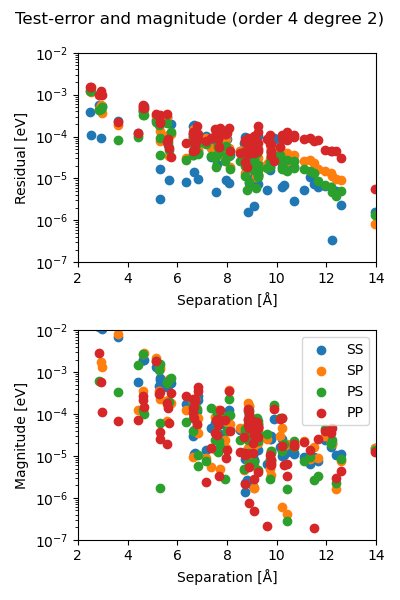 Test-error and magnitude (order 4 degree 2)
10⁻²
10⁻³
10⁻⁴
10⁻⁵
10⁻⁶
10⁻⁷
Residual [eV]
2 4 6 8 10 12 14
Separation [Å]
10⁻²
10⁻³
10⁻⁴
10⁻⁵
10⁻⁶
10⁻⁷
Magnitude [eV]
SS
SP
PS
PP
2 4 6 8 10 12 14
Separation [Å]